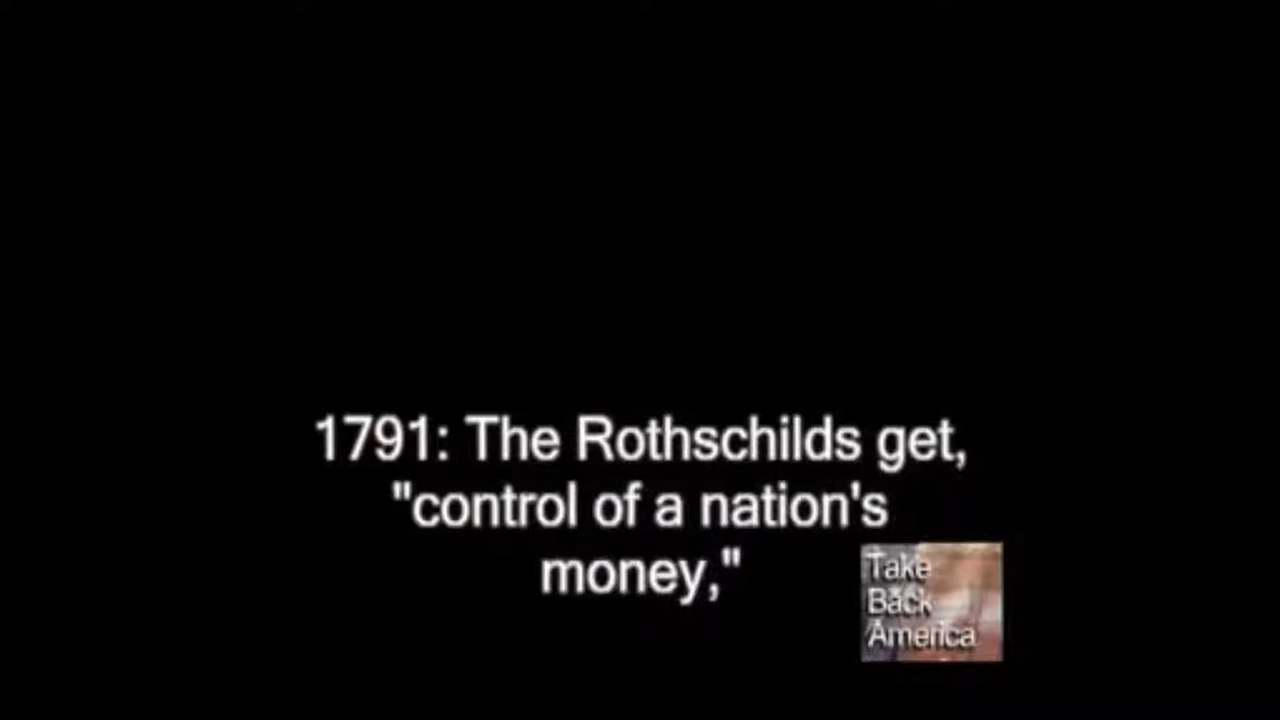 1791: The Rothschilds get,
"control of a nation's
money,"
Take
Back
America